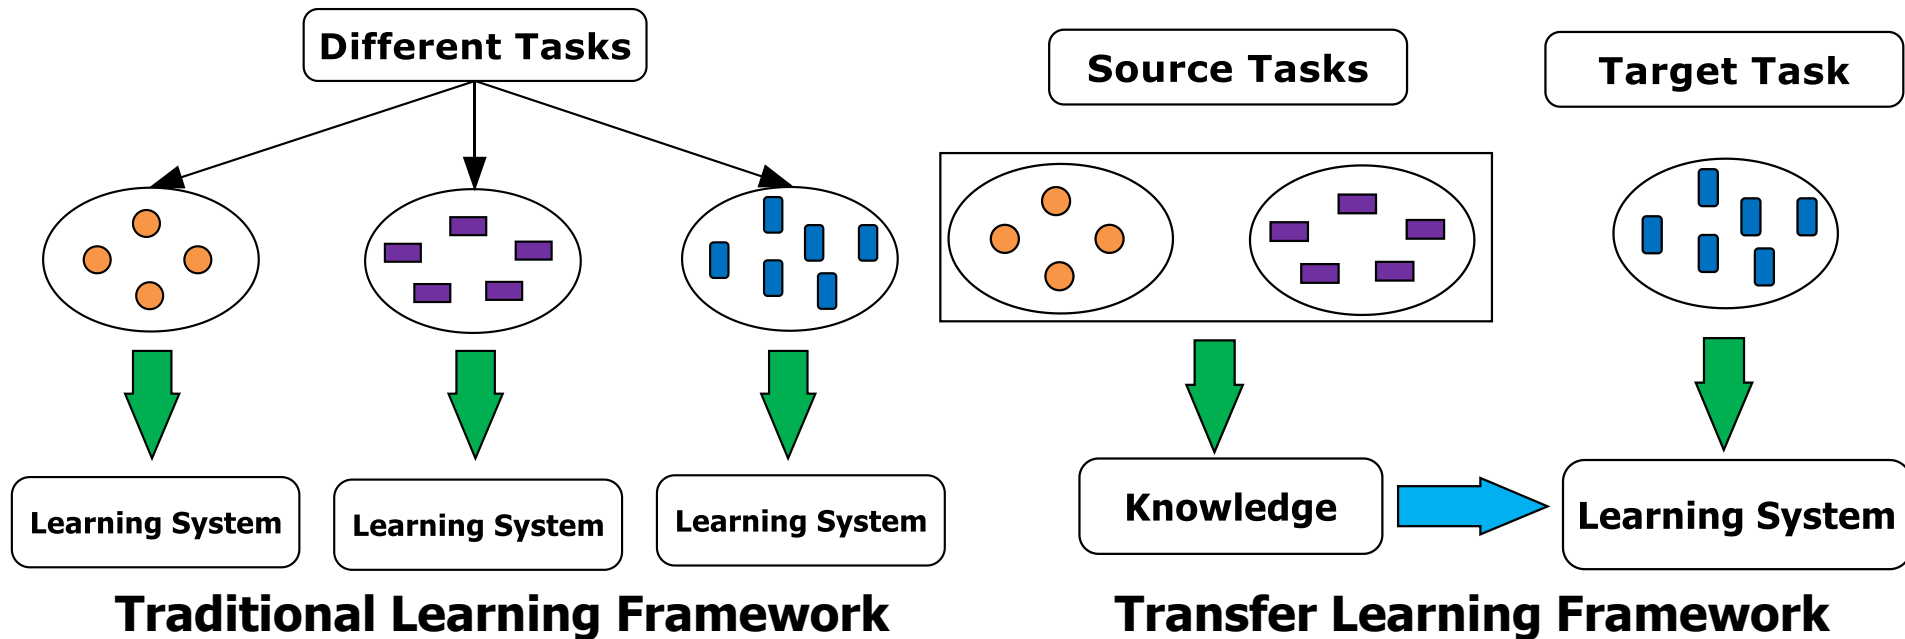 Different Tasks
Source Tasks
Target Task
Learning System
Learning System
Learning System
Knowledge
Learning System
Traditional Learning Framework
Transfer Learning Framework